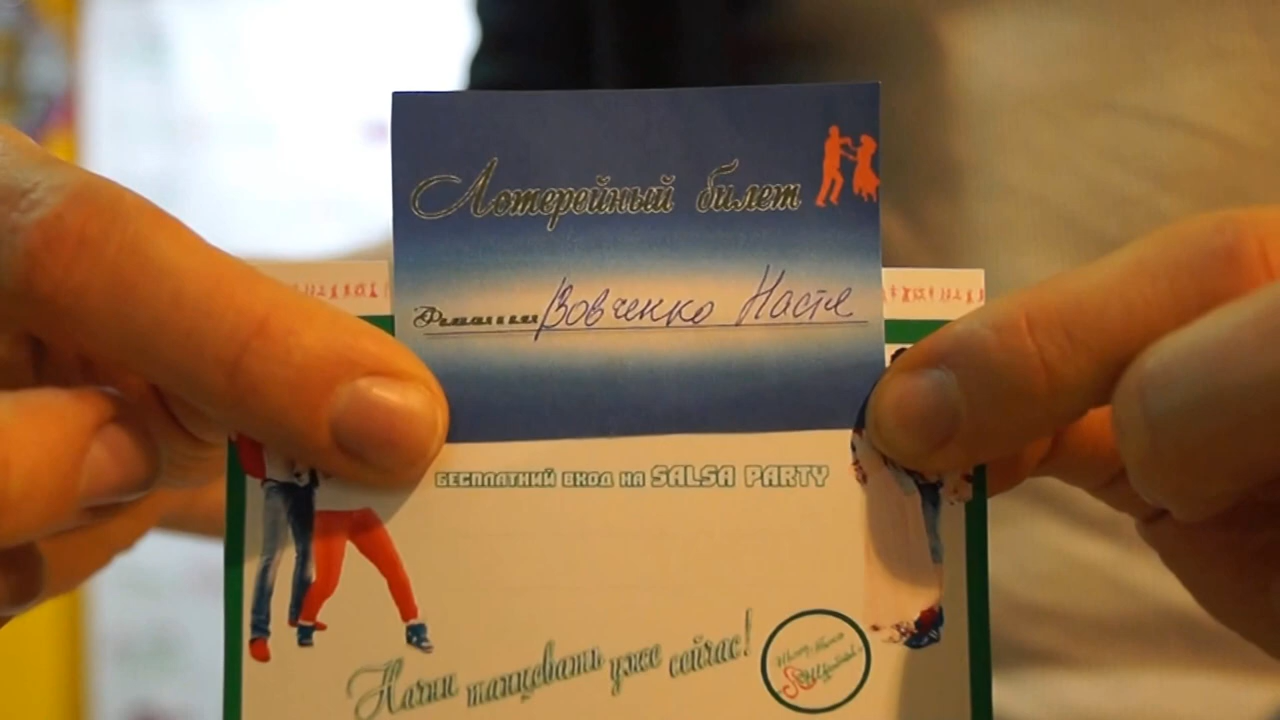 Лотерейный билет
Фамилия Вовченко Настя
БЕСПЛАТНИЙ ВХОД НА SALSA PARTY
Начни танцевать уже сейчас!